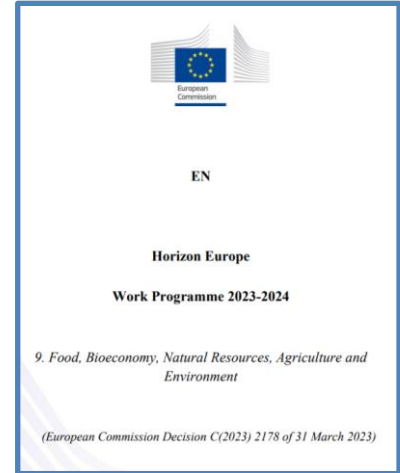 European
Commission
EN
Horizon Europe
Work Programme 2023-2024
9. Food, Bioeconomy, Natural Resources, Agriculture and
Environment
(European Commission Decision C(2023) 2178 of 31 March 2023)